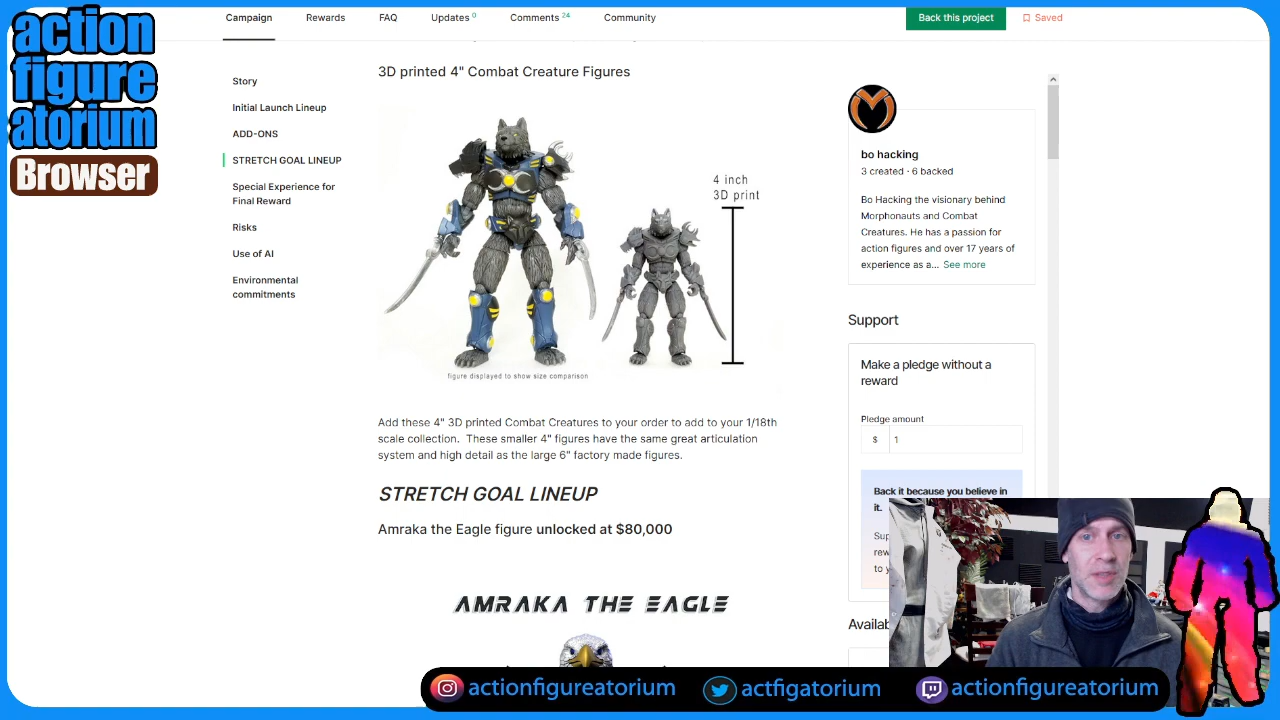 action
figure
atorium
Browser
Campaign
Rewards
FAQ
Updates 0
Comments 24
Community
Back this project
Saved
Story
Initial Launch Lineup
ADD-ONS
STRETCH GOAL LINEUP
Special Experience for
Final Reward
Risks
Use of AI
Environmental
commitments
3D printed 4" Combat Creature Figures
4 inch
3D print
figure displayed to show size comparison
Add these 4" 3D printed Combat Creatures to your order to add to your 1/18th
scale collection. These smaller 4" figures have the same great articulation
system and high detail as the large 6" factory made figures.
STRETCH GOAL LINEUP
Amraka the Eagle figure unlocked at $80,000
AMRAKA THE EAGLE
bo hacking
3 created · 6 backed
Bo Hacking the visionary behind
Morphonauts and Combat
Creatures. He has a passion for
action figures and over 17 years of
experience as a... See more
Support
Make a pledge without a
reward
Pledge amount
$ 1
Back it because you believe in
it.
actionfigureatorium
actfigatorium
actionfigureatorium